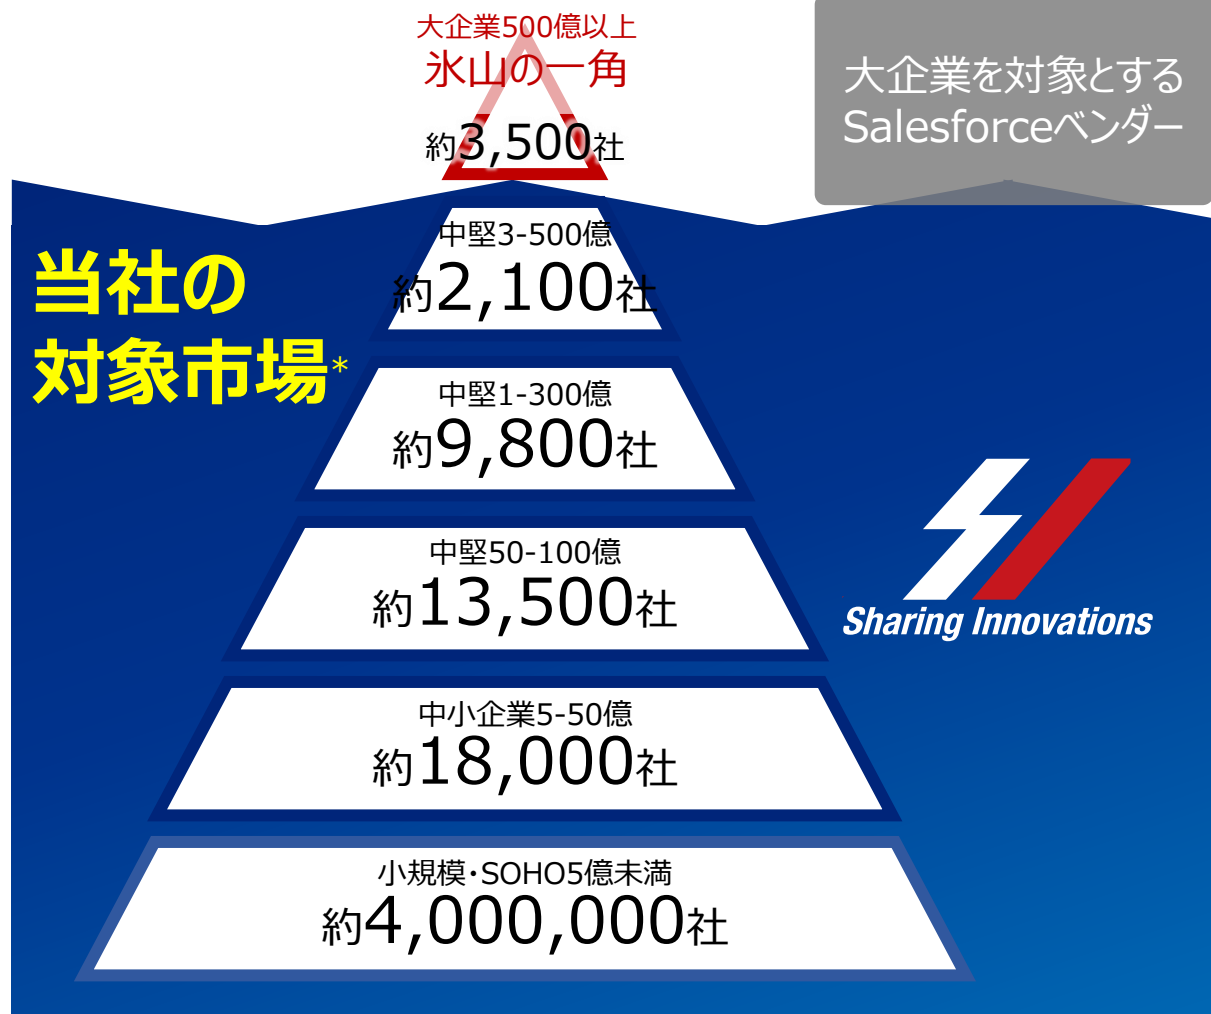 大企業500億以上
氷山の一角
約3,500社
大企業を対象とする
Salesforceベンダー
当社の
対象市場*
中堅3-500億
約2,100社
中堅1-300億
約9,800社
中堅50-100億
約13,500社
中小企業5-50億
約18,000社
小規模・SOHO5億未満
約4,000,000社
Sharing Innovations